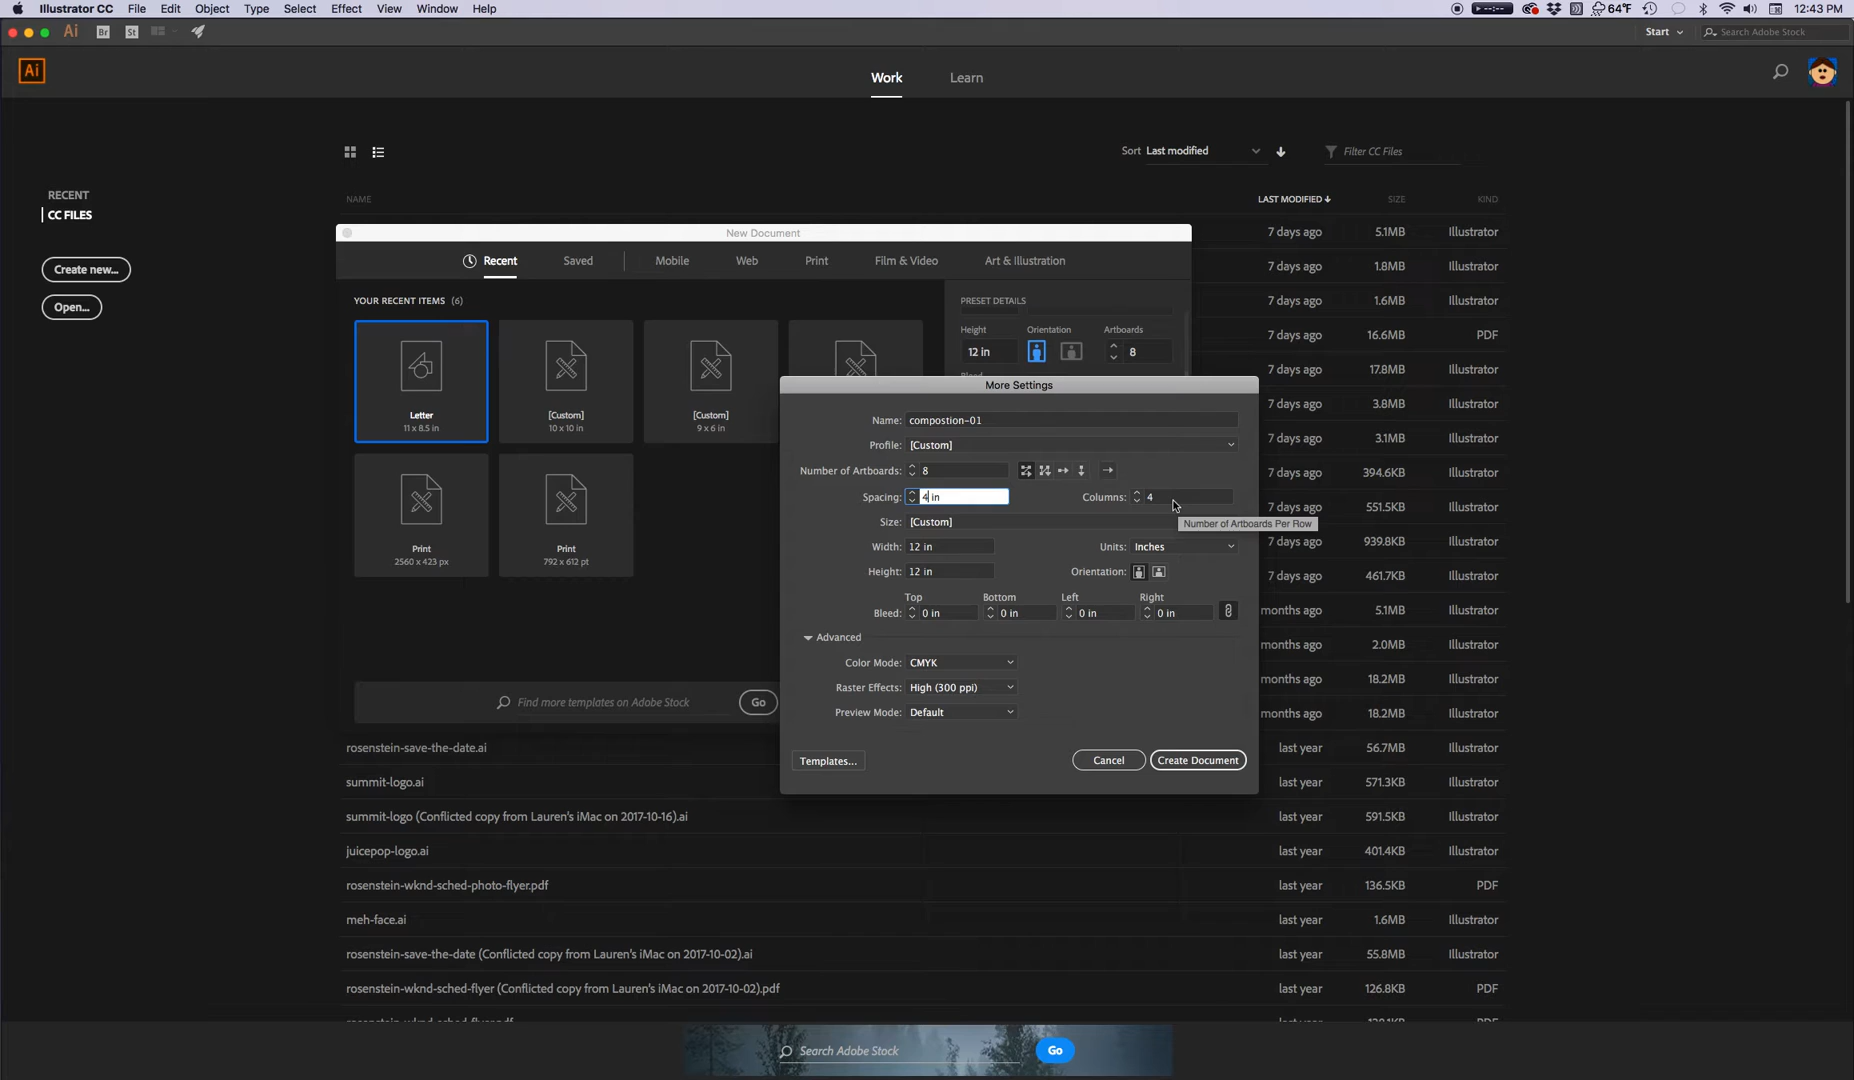 Illustrator CC File Edit Object Type Select Effect View Window Help 64°F 12:43 PM
Ai Br St Start Search Adobe Stock
Ai Work Learn
Sort Last modified Filter CC Files
RECENT
CC FILES
Create new...
Open...
NAME LAST MODIFIED SIZE KIND
New Document
Recent Saved Mobile Web Print Film & Video Art & Illustration
YOUR RECENT ITEMS (6)
Letter
11 x 8.5 in
[Custom]
10 x 10 in
[Custom]
9 x 6 in
Print
2560 x 423 px
Print
792 x 612 pt
Find more templates on Adobe Stock Go
PRESET DETAILS
Height Orientation Artboards
12 in 8
More Settings
Name: compostion-01
Profile: [Custom]
Number of Artboards: 8
Spacing: 4 in Columns: 4
Number of Artboards Per Row
Size: [Custom]
Width: 12 in Units: Inches
Height: 12 in Orientation:
Top Bottom Left Right
Bleed: 0 in 0 in 0 in 0 in
Advanced
Color Mode: CMYK
Raster Effects: High (300 ppi)
Preview Mode: Default
Templates... Cancel Create Document
7 days ago 5.1MB Illustrator
7 days ago 1.8MB Illustrator
7 days ago 1.6MB Illustrator
7 days ago 16.6MB PDF
7 days ago 17.8MB Illustrator
7 days ago 3.8MB Illustrator
7 days ago 3.1MB Illustrator
7 days ago 394.6KB Illustrator
7 days ago 551.5KB Illustrator
7 days ago 939.8KB Illustrator
7 days ago 461.7KB Illustrator
months ago 5.1MB Illustrator
months ago 2.0MB Illustrator
months ago 18.2MB Illustrator
months ago 18.2MB Illustrator
rosenstein-save-the-date.ai last year 56.7MB Illustrator
summit-logo.ai last year 571.3KB Illustrator
summit-logo (Conflicted copy from Lauren's iMac on 2017-10-16).ai last year 591.5KB Illustrator
juicepop-logo.ai last year 401.4KB Illustrator
rosenstein-wknd-sched-photo-flyer.pdf last year 136.5KB PDF
meh-face.ai last year 1.6MB Illustrator
rosenstein-save-the-date (Conflicted copy from Lauren's iMac on 2017-10-02).ai last year 55.8MB Illustrator
rosenstein-wknd-sched-flyer (Conflicted copy from Lauren's iMac on 2017-10-02).pdf last year 126.8KB PDF
Search Adobe Stock Go